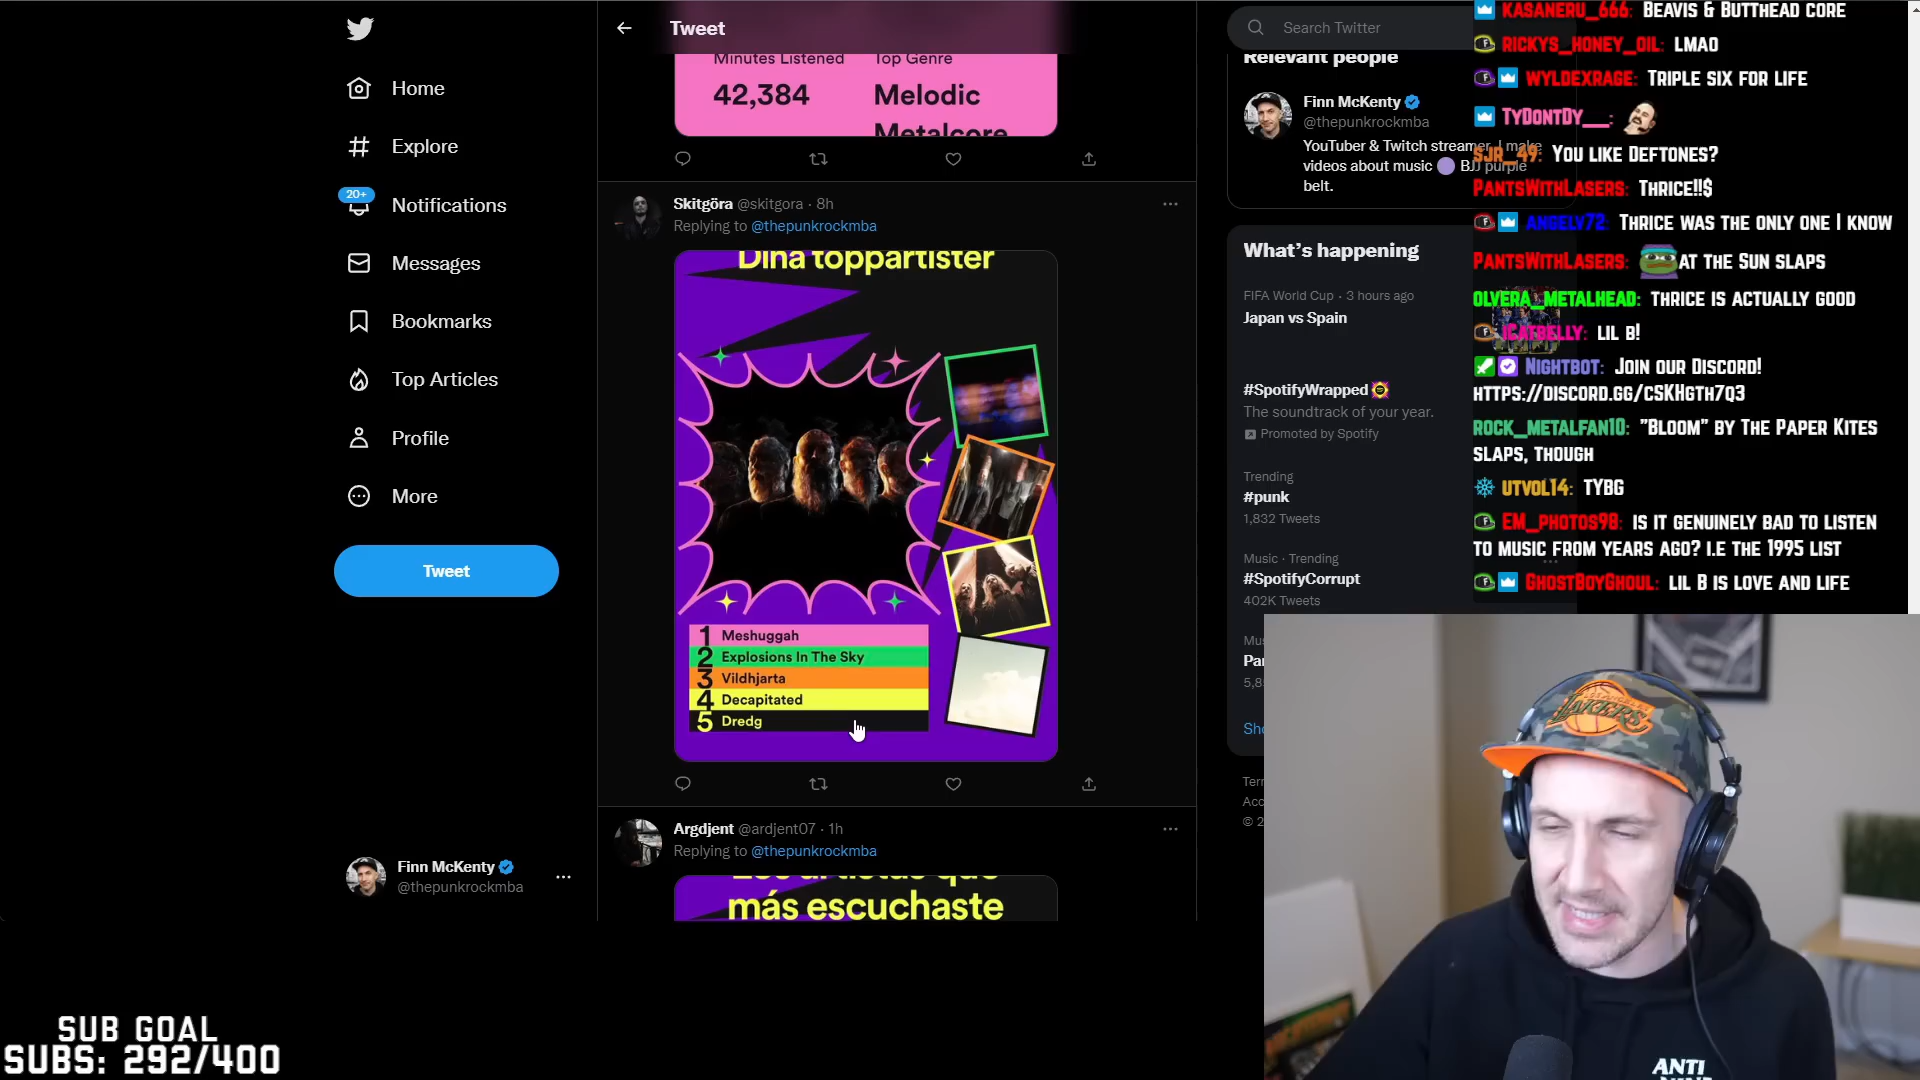 Home
Explore
20+
Notifications
Messages
Bookmarks
Top Articles
Profile
More
Tweet
Finn McKenty
@thepunkrockmba
SUB GOAL
SUBS: 292/400
Tweet
Minutes Listened
42,384
Top Genre
Melodic
Metalcore
Skitgöra @skitgora · 8h
Replying to @thepunkrockmba
Dina toppartister
1 Meshuggah
2 Explosions In The Sky
3 Vildhjarta
4 Decapitated
5 Dredg
Argdjent @ardjent07 · 1h
Replying to @thepunkrockmba
Los artistas que
más escuchaste
Search Twitter
Relevant people
Finn McKenty
@thepunkrockmba
YouTuber & Twitch streamer. I make
videos about music BJJ purple
belt.
What's happening
FIFA World Cup · 3 hours ago
Japan vs Spain
#SpotifyWrapped
The soundtrack of your year.
Promoted by Spotify
Trending
#punk
1,832 Tweets
Music · Trending
#SpotifyCorrupt
402K Tweets
KASANERU_666: BEAVIS & BUTTHEAD CORE
RICKYS_HONEY_OIL: LMAO
WYLDEXRAGE: TRIPLE SIX FOR LIFE
TYDONTDY___:
SJR_49: YOU LIKE DEFTONES?
PANTSWITHLASERS: THRICE!!$
ANGELV72: THRICE WAS THE ONLY ONE I KNOW
PANTSWITHLASERS: AT THE SUN SLAPS
OLVERA_METALHEAD: THRICE IS ACTUALLY GOOD
ICATBELLY: LIL B!
NIGHTBOT: JOIN OUR DISCORD!
HTTPS://DISCORD.GG/CSKHGTH7Q3
ROCK_METALFAN10: "BLOOM" BY THE PAPER KITES
SLAPS, THOUGH
UTVOL14: TYBG
EM_PHOTOS98: IS IT GENUINELY BAD TO LISTEN
TO MUSIC FROM YEARS AGO? I.E THE 1995 LIST
GHOSTBOYGHOUL: LIL B IS LOVE AND LIFE
LAKERS
ANTI